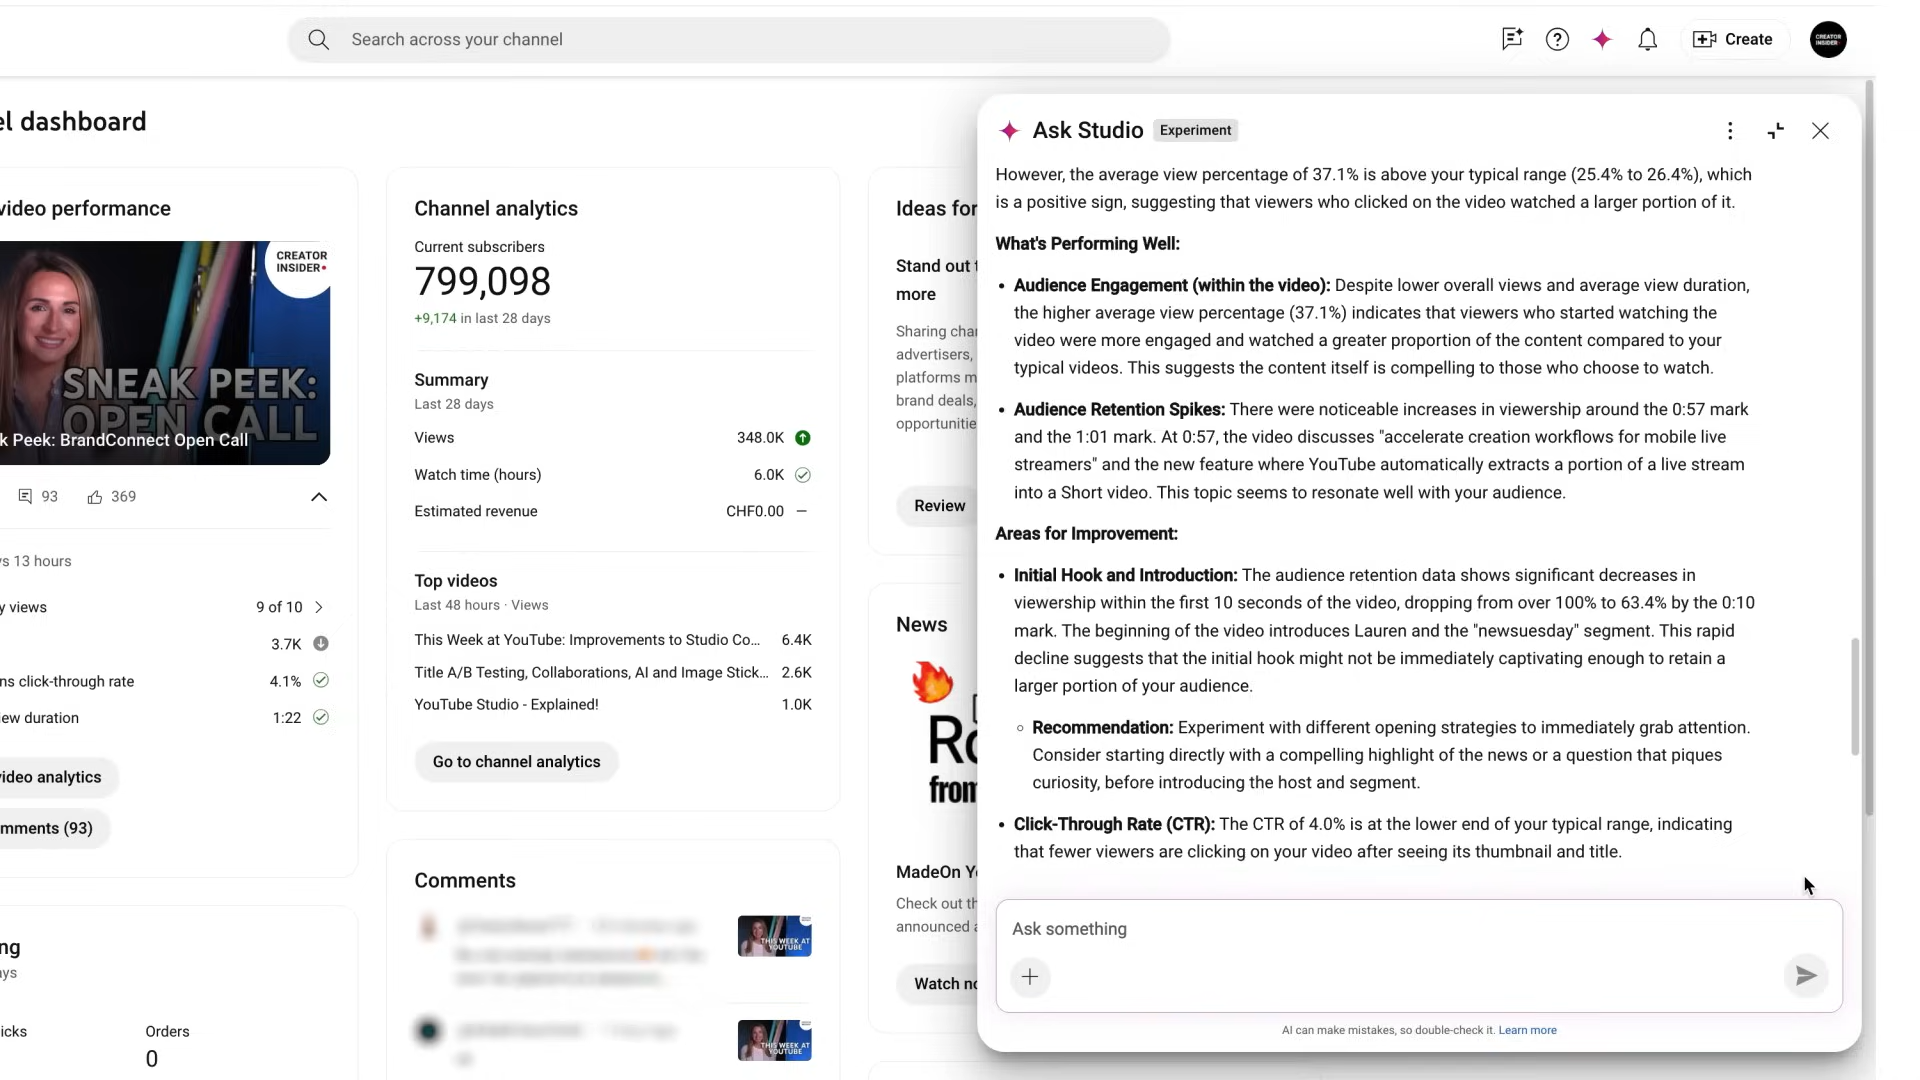 Search across your channel
Create
CREATOR
INSIDER
el dashboard
video performance
CREATOR
INSIDER
SNEAK PEEK:
OPEN CALL
k Peek: BrandConnect Open Call
93
369
ys 13 hours
y views
9 of 10
3.7K
ns click-through rate
4.1%
iew duration
1:22
video analytics
mments (93)
ng
ays
icks
Orders
0
Channel analytics
Current subscribers
799,098
+9,174 in last 28 days
Summary
Last 28 days
Views
348.0K
Watch time (hours)
6.0K
Estimated revenue
CHF0.00 —
Top videos
Last 48 hours · Views
This Week at YouTube: Improvements to Studio Co...
6.4K
Title A/B Testing, Collaborations, AI and Image Stick...
2.6K
YouTube Studio - Explained!
1.0K
Go to channel analytics
Comments
THIS WEEK AT
YOUTUBE
THIS WEEK AT
YOUTUBE
Ideas for
Stand out t
more
Sharing chan
advertisers,
platforms m
brand deals,
opportunitie
Review
News
Ro
from
MadeOn Yo
Check out th
announced a
Watch no
Ask Studio
Experiment
However, the average view percentage of 37.1% is above your typical range (25.4% to 26.4%), which
is a positive sign, suggesting that viewers who clicked on the video watched a larger portion of it.
What's Performing Well:
• Audience Engagement (within the video): Despite lower overall views and average view duration,
the higher average view percentage (37.1%) indicates that viewers who started watching the
video were more engaged and watched a greater proportion of the content compared to your
typical videos. This suggests the content itself is compelling to those who choose to watch.
• Audience Retention Spikes: There were noticeable increases in viewership around the 0:57 mark
and the 1:01 mark. At 0:57, the video discusses "accelerate creation workflows for mobile live
streamers" and the new feature where YouTube automatically extracts a portion of a live stream
into a Short video. This topic seems to resonate well with your audience.
Areas for Improvement:
• Initial Hook and Introduction: The audience retention data shows significant decreases in
viewership within the first 10 seconds of the video, dropping from over 100% to 63.4% by the 0:10
mark. The beginning of the video introduces Lauren and the "newsuesday" segment. This rapid
decline suggests that the initial hook might not be immediately captivating enough to retain a
larger portion of your audience.
◦ Recommendation: Experiment with different opening strategies to immediately grab attention.
Consider starting directly with a compelling highlight of the news or a question that piques
curiosity, before introducing the host and segment.
• Click-Through Rate (CTR): The CTR of 4.0% is at the lower end of your typical range, indicating
that fewer viewers are clicking on your video after seeing its thumbnail and title.
Ask something
AI can make mistakes, so double-check it. Learn more